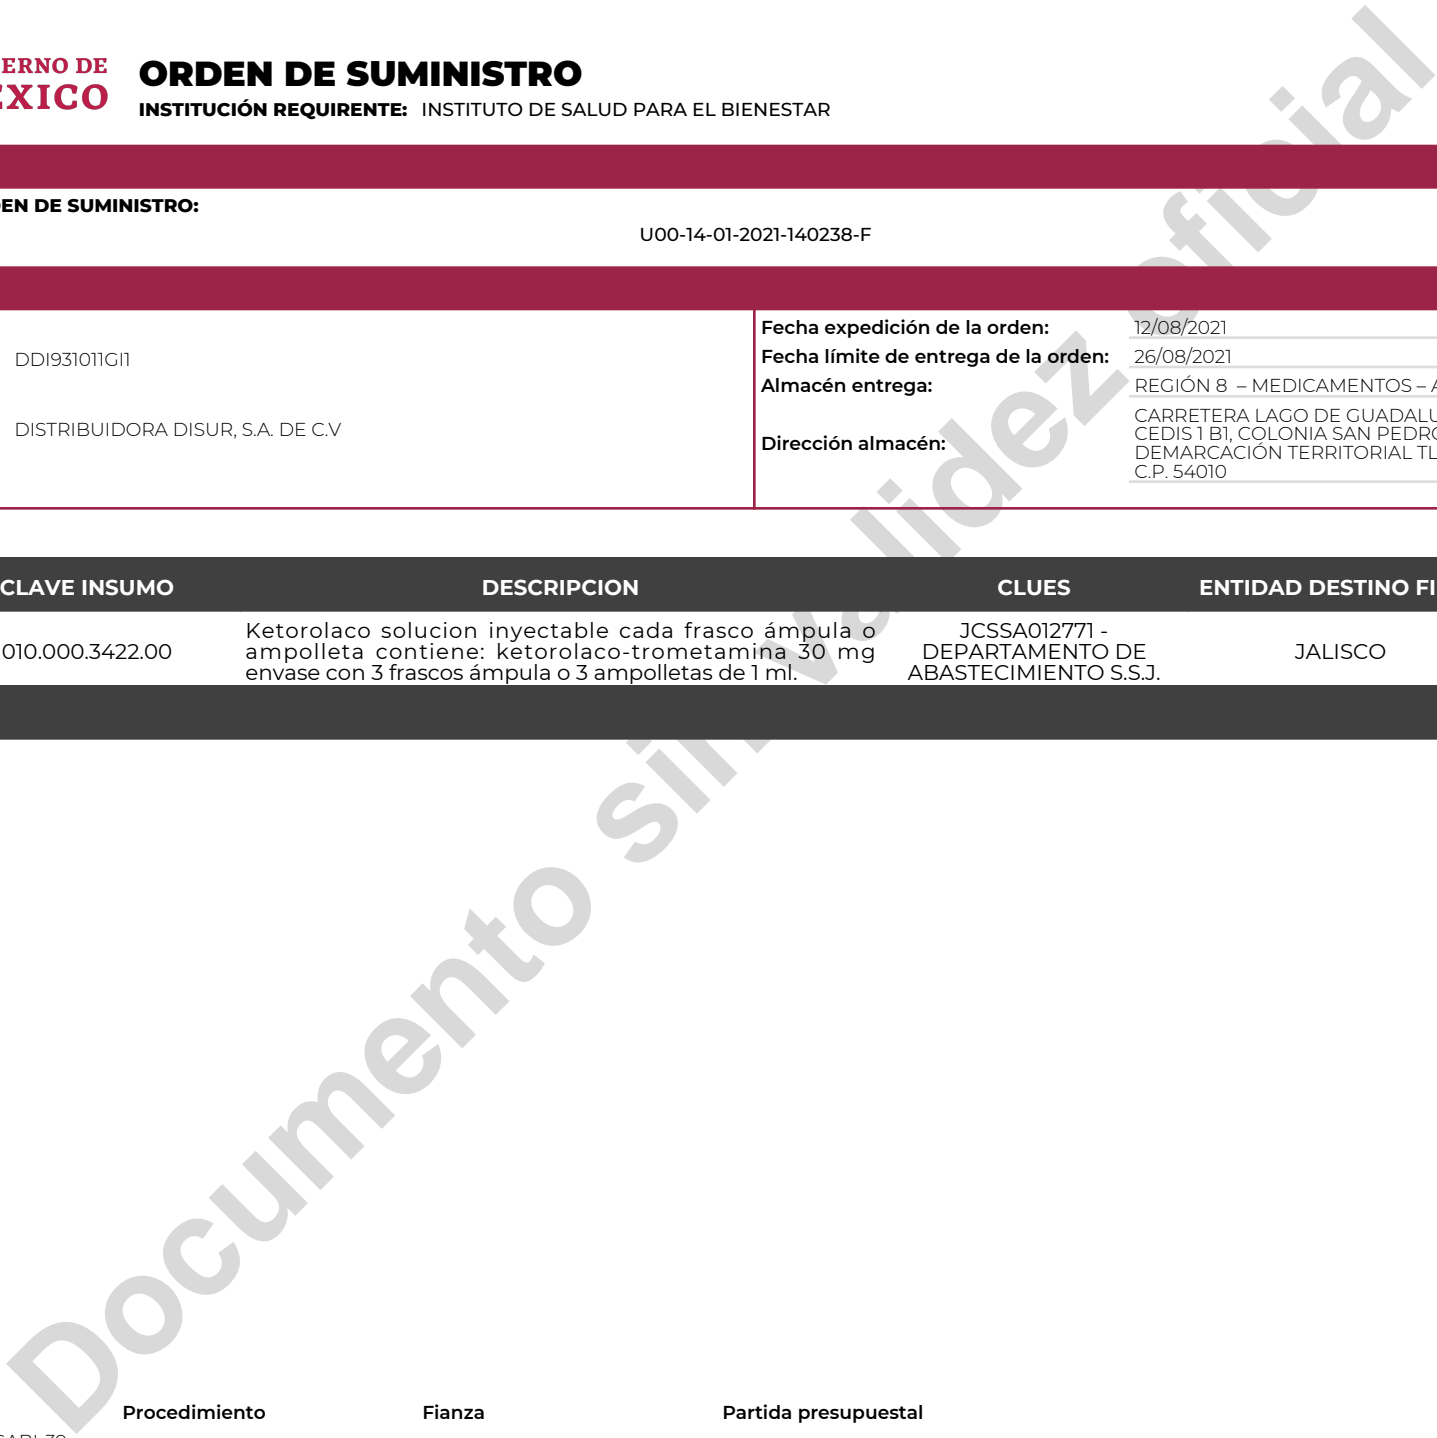 ERNO DE
ÉXICO
ORDEN DE SUMINISTRO
INSTITUCIÓN REQUIRENTE: INSTITUTO DE SALUD PARA EL BIENESTAR
EN DE SUMINISTRO:
U00-14-01-2021-140238-F
DDI931011GI1
DISTRIBUIDORA DISUR, S.A. DE C.V
Fecha expedición de la orden: 12/08/2021
Fecha límite de entrega de la orden: 26/08/2021
Almacén entrega: REGIÓN 8 – MEDICAMENTOS – A
Dirección almacén:
CARRETERA LAGO DE GUADALU
CEDIS 1 B1, COLONIA SAN PEDRO
DEMARCACIÓN TERRITORIAL TL
C.P. 54010
CLAVE INSUMO DESCRIPCION CLUES ENTIDAD DESTINO FI
010.000.3422.00
Ketorolaco solucion inyectable cada frasco ámpula o
ampolleta contiene: ketorolaco-trometamina 30 mg
envase con 3 frascos ámpula o 3 ampolletas de 1 ml.
JCSSA012771 -
DEPARTAMENTO DE
ABASTECIMIENTO S.S.J.
JALISCO
Documento sin validez oficial
Procedimiento Fianza Partida presupuestal